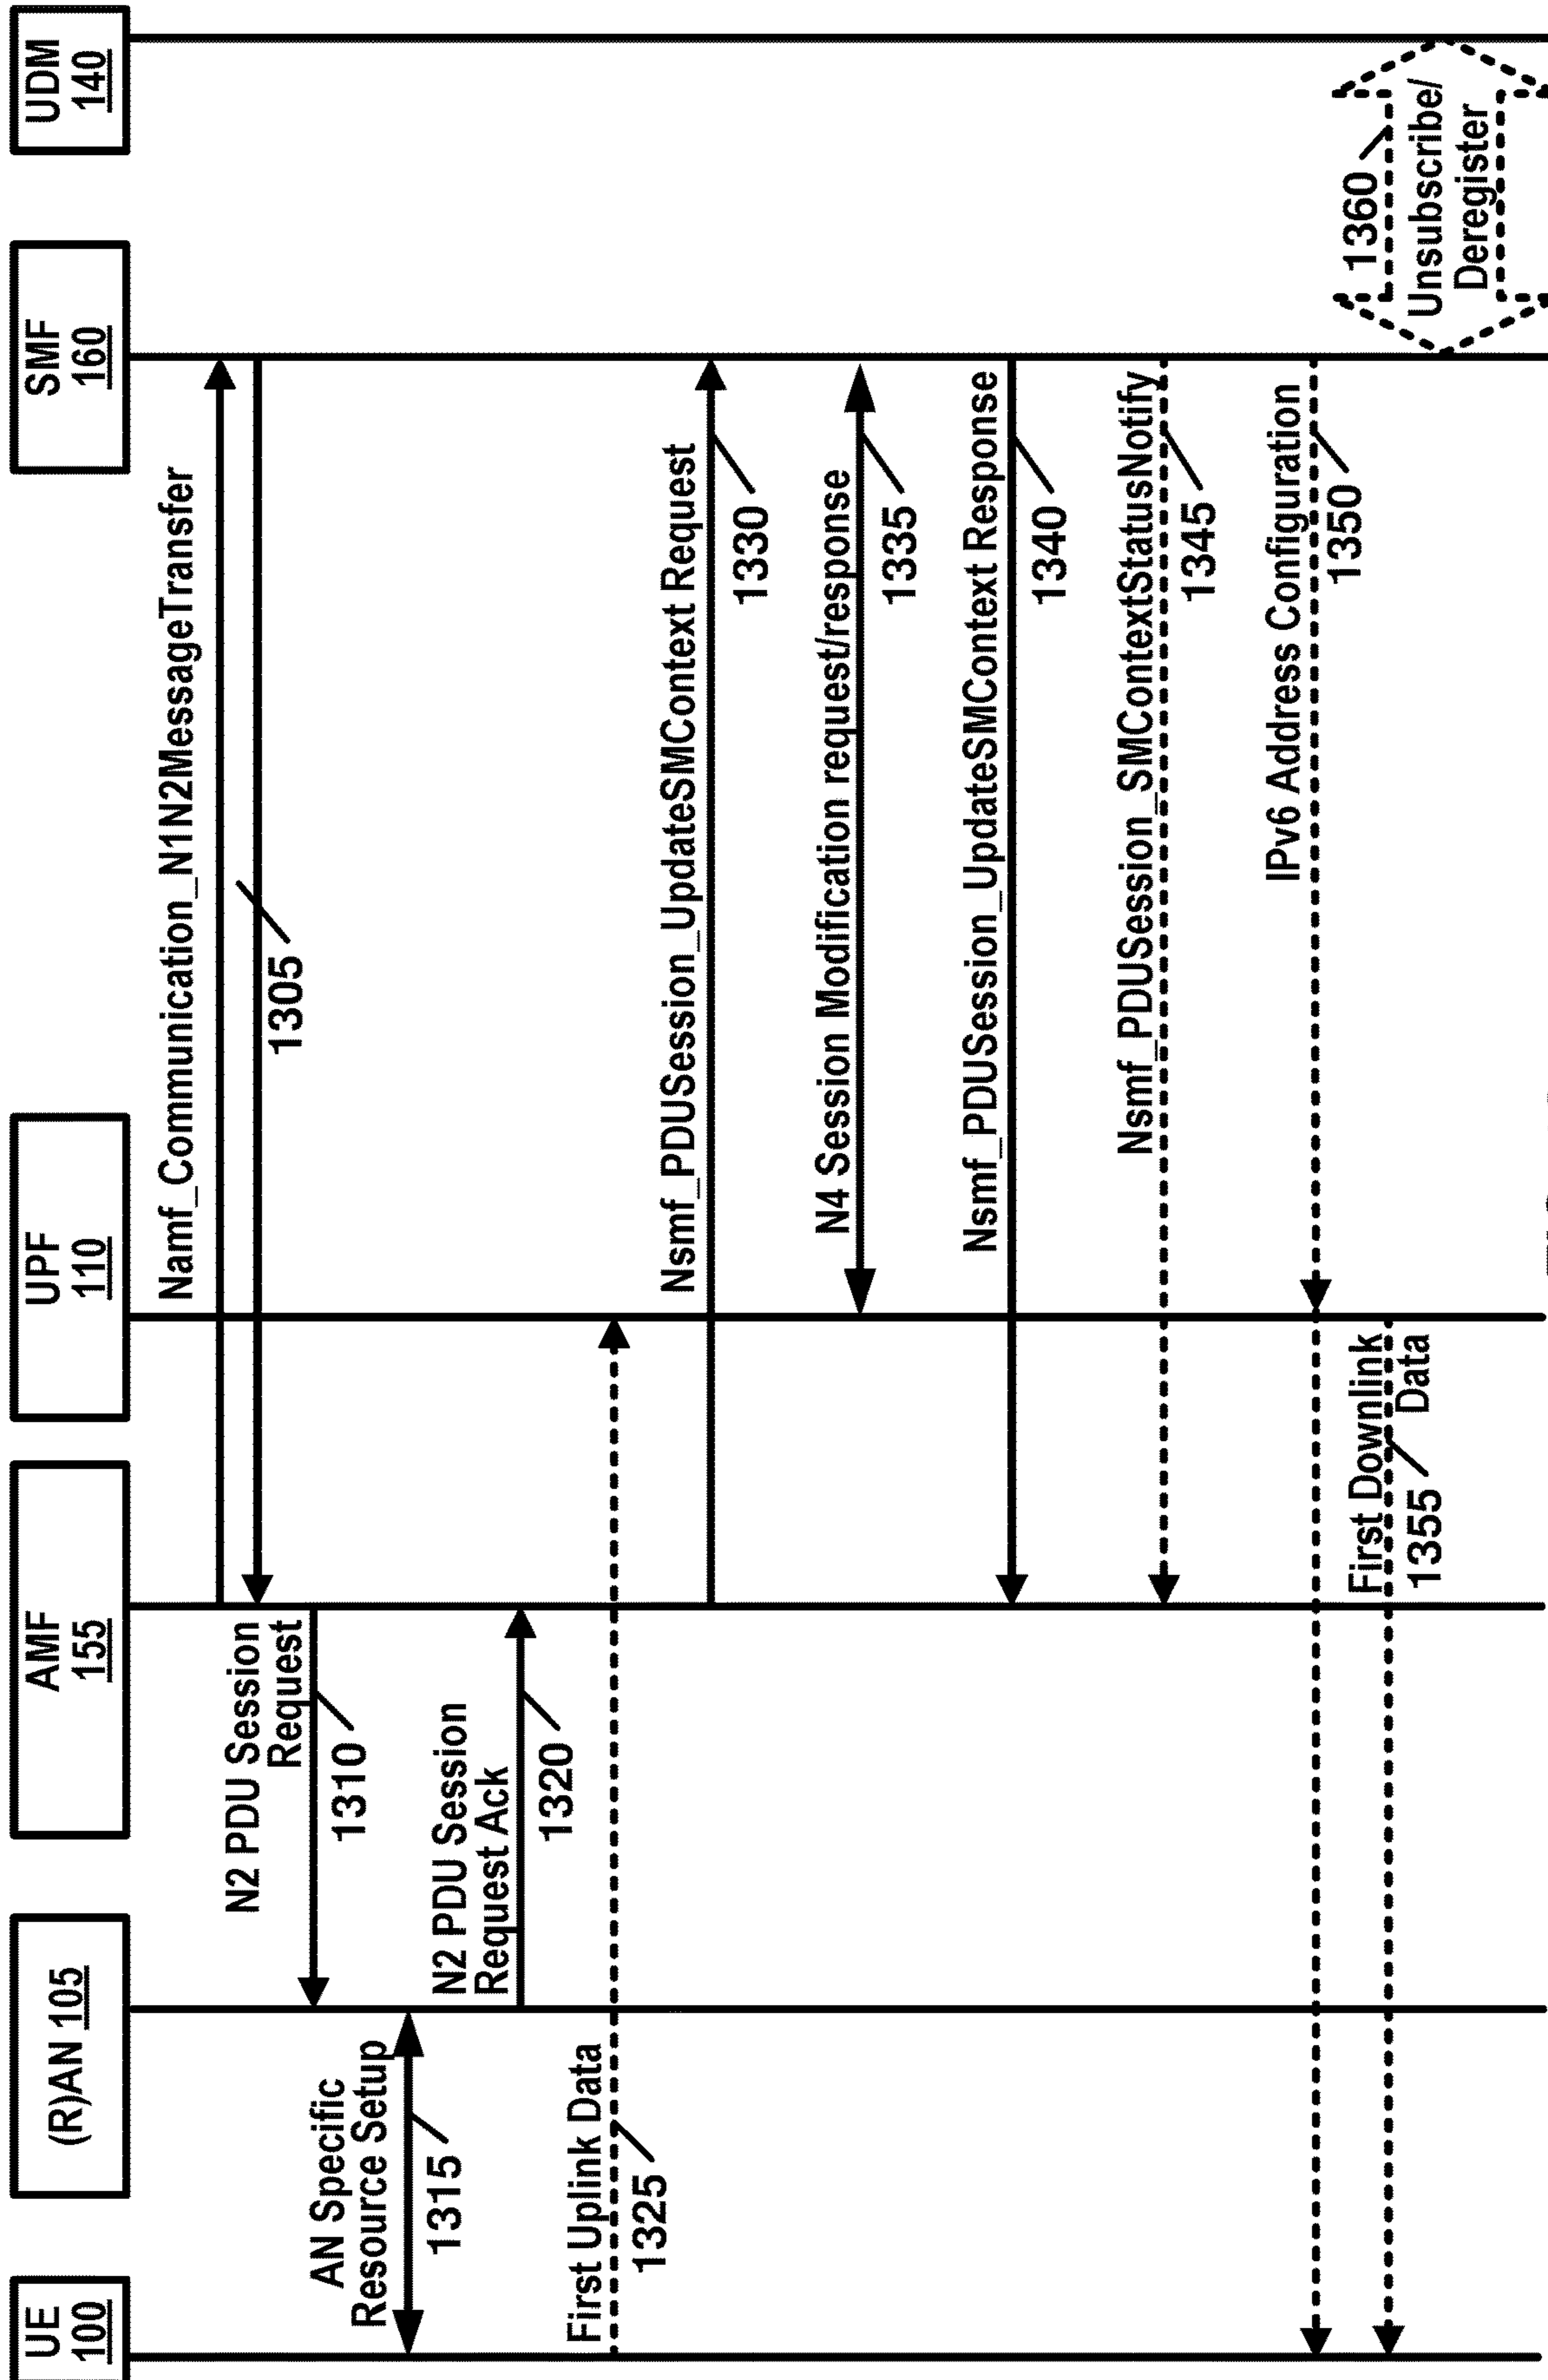 UE
100
(R)AN 105
AMF
155
UPF
110
SMF
160
UDM
140
Namf_Communication_N1N2MessageTransfer
1305
N2 PDU Session
Request
1310
AN Specific
Resource Setup
1315
N2 PDU Session
Request Ack
1320
First Uplink Data
1325
Nsmf_PDUSession_UpdateSMContext Request
1330
N4 Session Modification request/response
1335
Nsmf_PDUSession_UpdateSMContext Response
1340
Nsmf_PDUSession_SMContextStatusNotify
1345
IPv6 Address Configuration
1350
First Downlink
Data
1355
1360
Unsubscribe/
Deregister